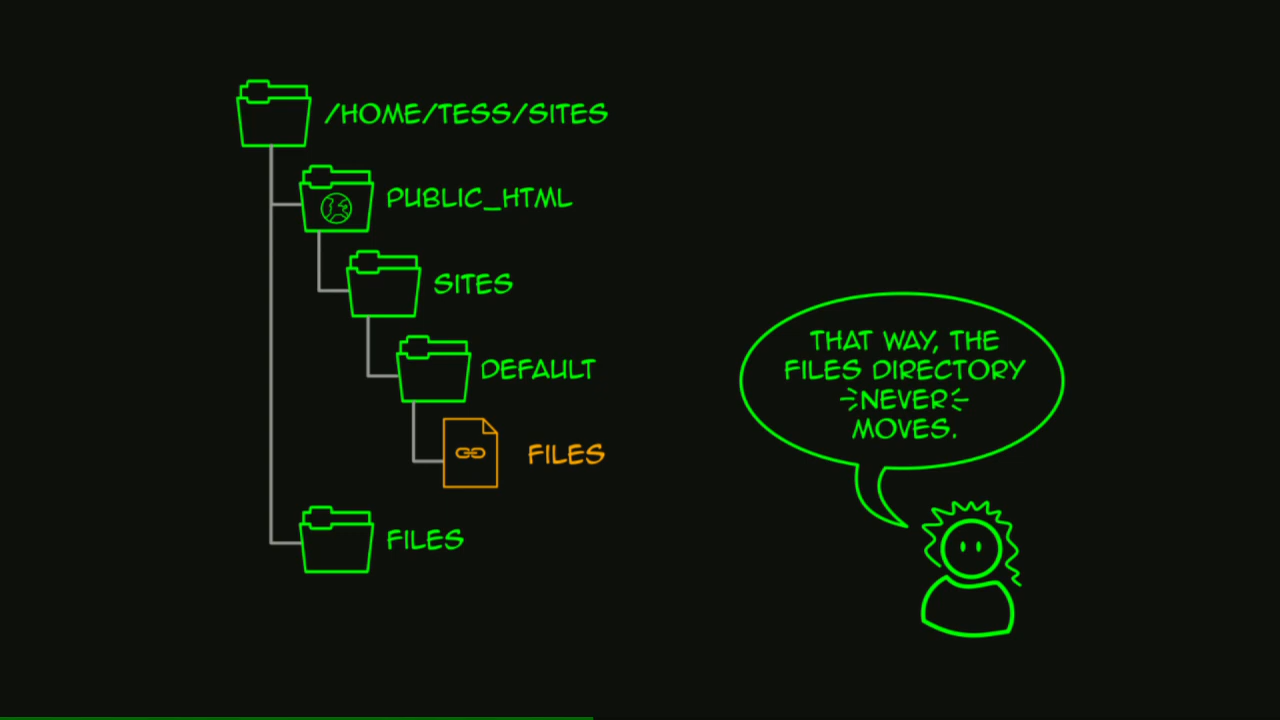 /HOME/TESS/SITES
PUBLIC_HTML
SITES
DEFAULT
FILES
FILES
THAT WAY, THE
FILES DIRECTORY
NEVER
MOVES.